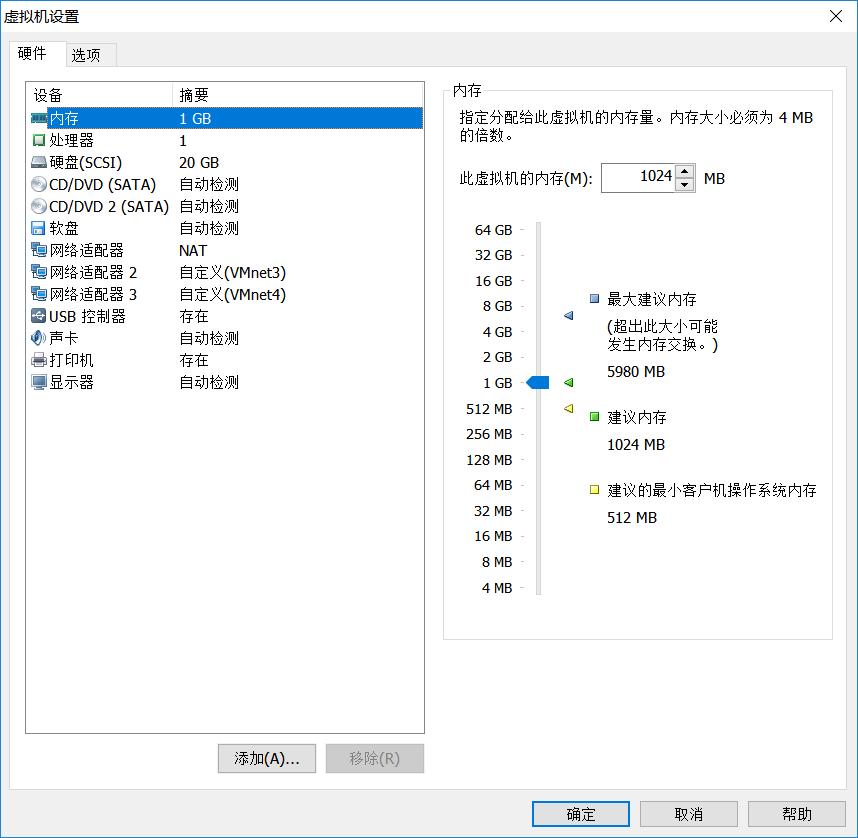 虚拟机设置
硬件 选项
设备 摘要
内存 1 GB
处理器 1
硬盘(SCSI) 20 GB
CD/DVD (SATA) 自动检测
CD/DVD 2 (SATA) 自动检测
软盘 自动检测
网络适配器 NAT
网络适配器 2 自定义(VMnet3)
网络适配器 3 自定义(VMnet4)
USB 控制器 存在
声卡 自动检测
打印机 存在
显示器 自动检测
添加(A)... 移除(R)
内存
指定分配给此虚拟机的内存量。内存大小必须为 4 MB
的倍数。
此虚拟机的内存(M): 1024 MB
64 GB
32 GB
16 GB
8 GB
4 GB
2 GB
1 GB
512 MB
256 MB
128 MB
64 MB
32 MB
16 MB
8 MB
4 MB
最大建议内存
(超出此大小可能
发生内存交换。)
5980 MB
建议内存
1024 MB
建议的最小客户机操作系统内存
512 MB
确定 取消 帮助